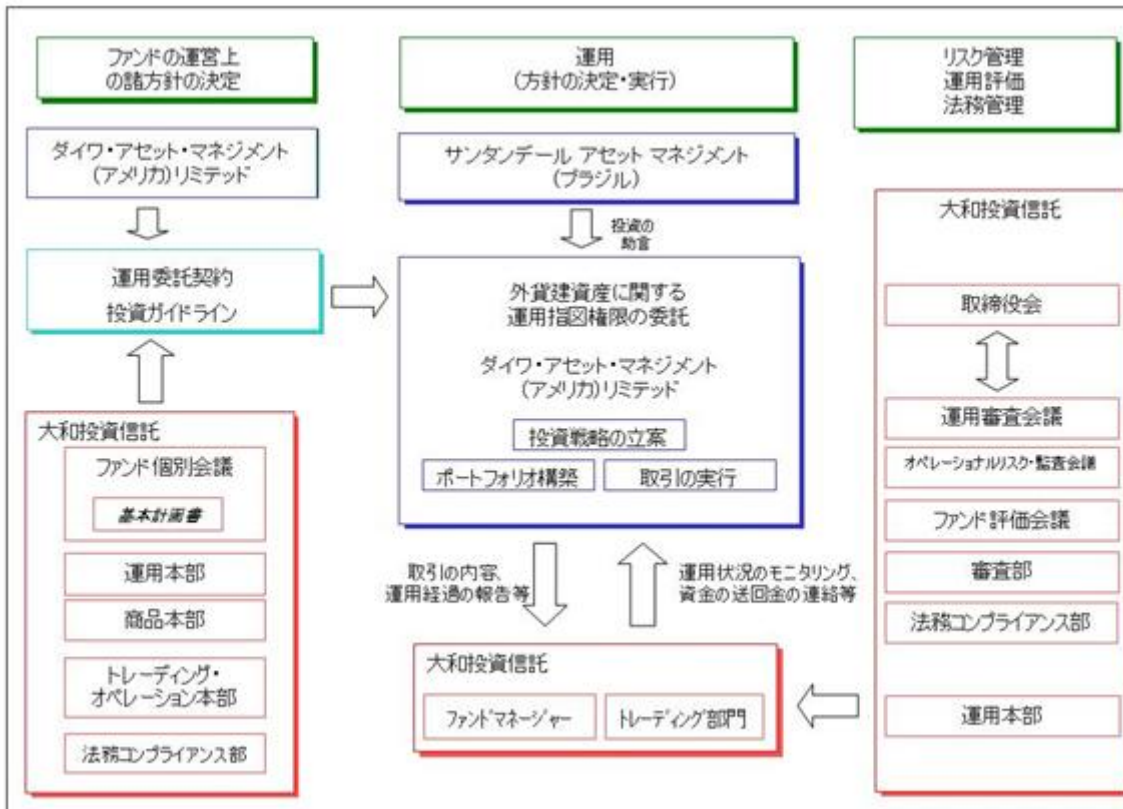 ファンドの運営上
の諸方針の決定
ダイワ・アセット・マネジメント
(アメリカ)リミテッド
運用委託契約
投資ガイドライン
大和投資信託
ファンド個別会議
基本計画書
運用本部
商品本部
トレーディング・
オペレーション本部
法務コンプライアンス部
運用
(方針の決定・実行)
サンタンデール アセット マネジメント
(ブラジル)
投資の
助言
外貨建資産に関する
運用指図権限の委託
ダイワ・アセット・マネジメント
(アメリカ)リミテッド
投資戦略の立案
ポートフォリオ構築
取引の実行
取引の内容、
運用経過の報告等
運用状況のモニタリング、
資金の送回金の連絡等
大和投資信託
ファンドマネージャー
トレーディング部門
リスク管理
運用評価
法務管理
大和投資信託
取締役会
運用審査会議
オペレーショナルリスク・監査会議
ファンド評価会議
審査部
法務コンプライアンス部
運用本部